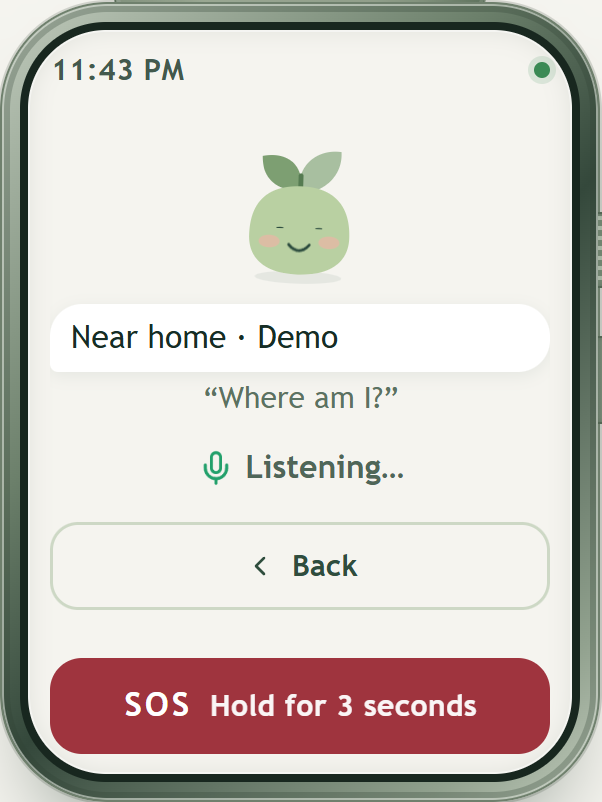 11:43 PM
Near home · Demo
“Where am I?”
Listening...
Back
SOS Hold for 3 seconds